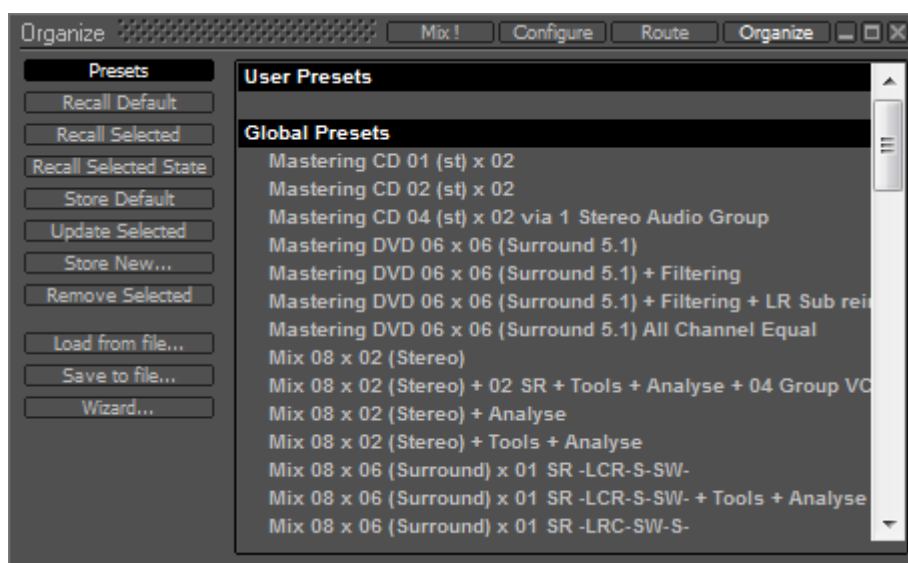 Organize Mix ! Configure Route Organize
Presets
Recall Default
Recall Selected
Recall Selected State
Store Default
Update Selected
Store New...
Remove Selected
Load from file...
Save to file...
Wizard...
User Presets
Global Presets
Mastering CD 01 (st) x 02
Mastering CD 02 (st) x 02
Mastering CD 04 (st) x 02 via 1 Stereo Audio Group
Mastering DVD 06 x 06 (Surround 5.1)
Mastering DVD 06 x 06 (Surround 5.1) + Filtering
Mastering DVD 06 x 06 (Surround 5.1) + Filtering + LR Sub rei
Mastering DVD 06 x 06 (Surround 5.1) All Channel Equal
Mix 08 x 02 (Stereo)
Mix 08 x 02 (Stereo) + 02 SR + Tools + Analyse + 04 Group VC
Mix 08 x 02 (Stereo) + Analyse
Mix 08 x 02 (Stereo) + Tools + Analyse
Mix 08 x 06 (Surround) x 01 SR -LCR-S-SW-
Mix 08 x 06 (Surround) x 01 SR -LCR-S-SW- + Tools + Analyse
Mix 08 x 06 (Surround) x 01 SR -LRC-SW-S-